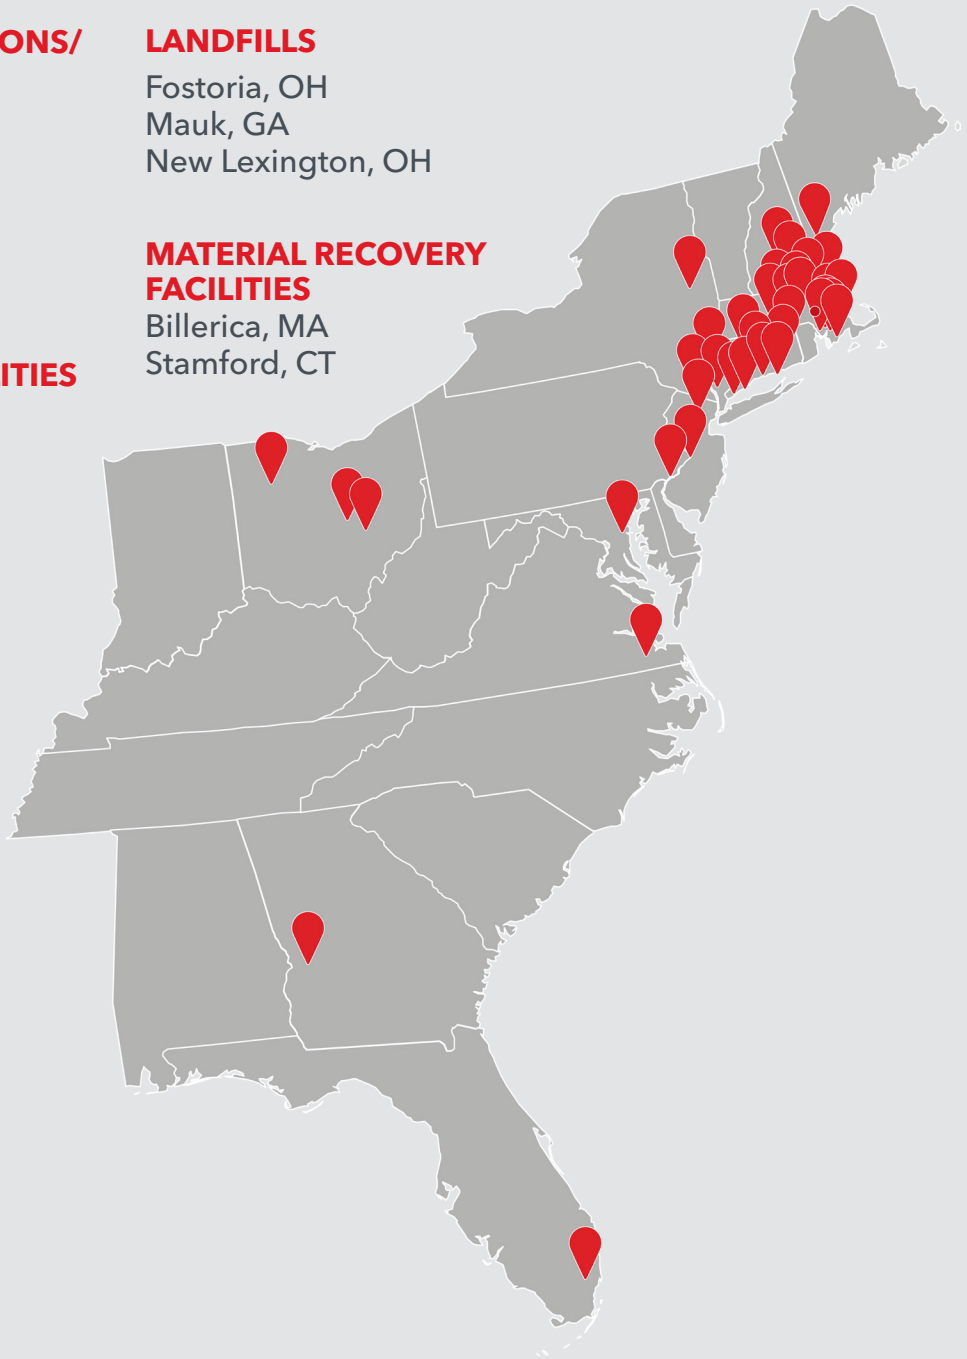 ONS/
LANDFILLS
Fostoria, OH
Mauk, GA
New Lexington, OH
MATERIAL RECOVERY
FACILITIES
Billerica, MA
Stamford, CT
ITIES